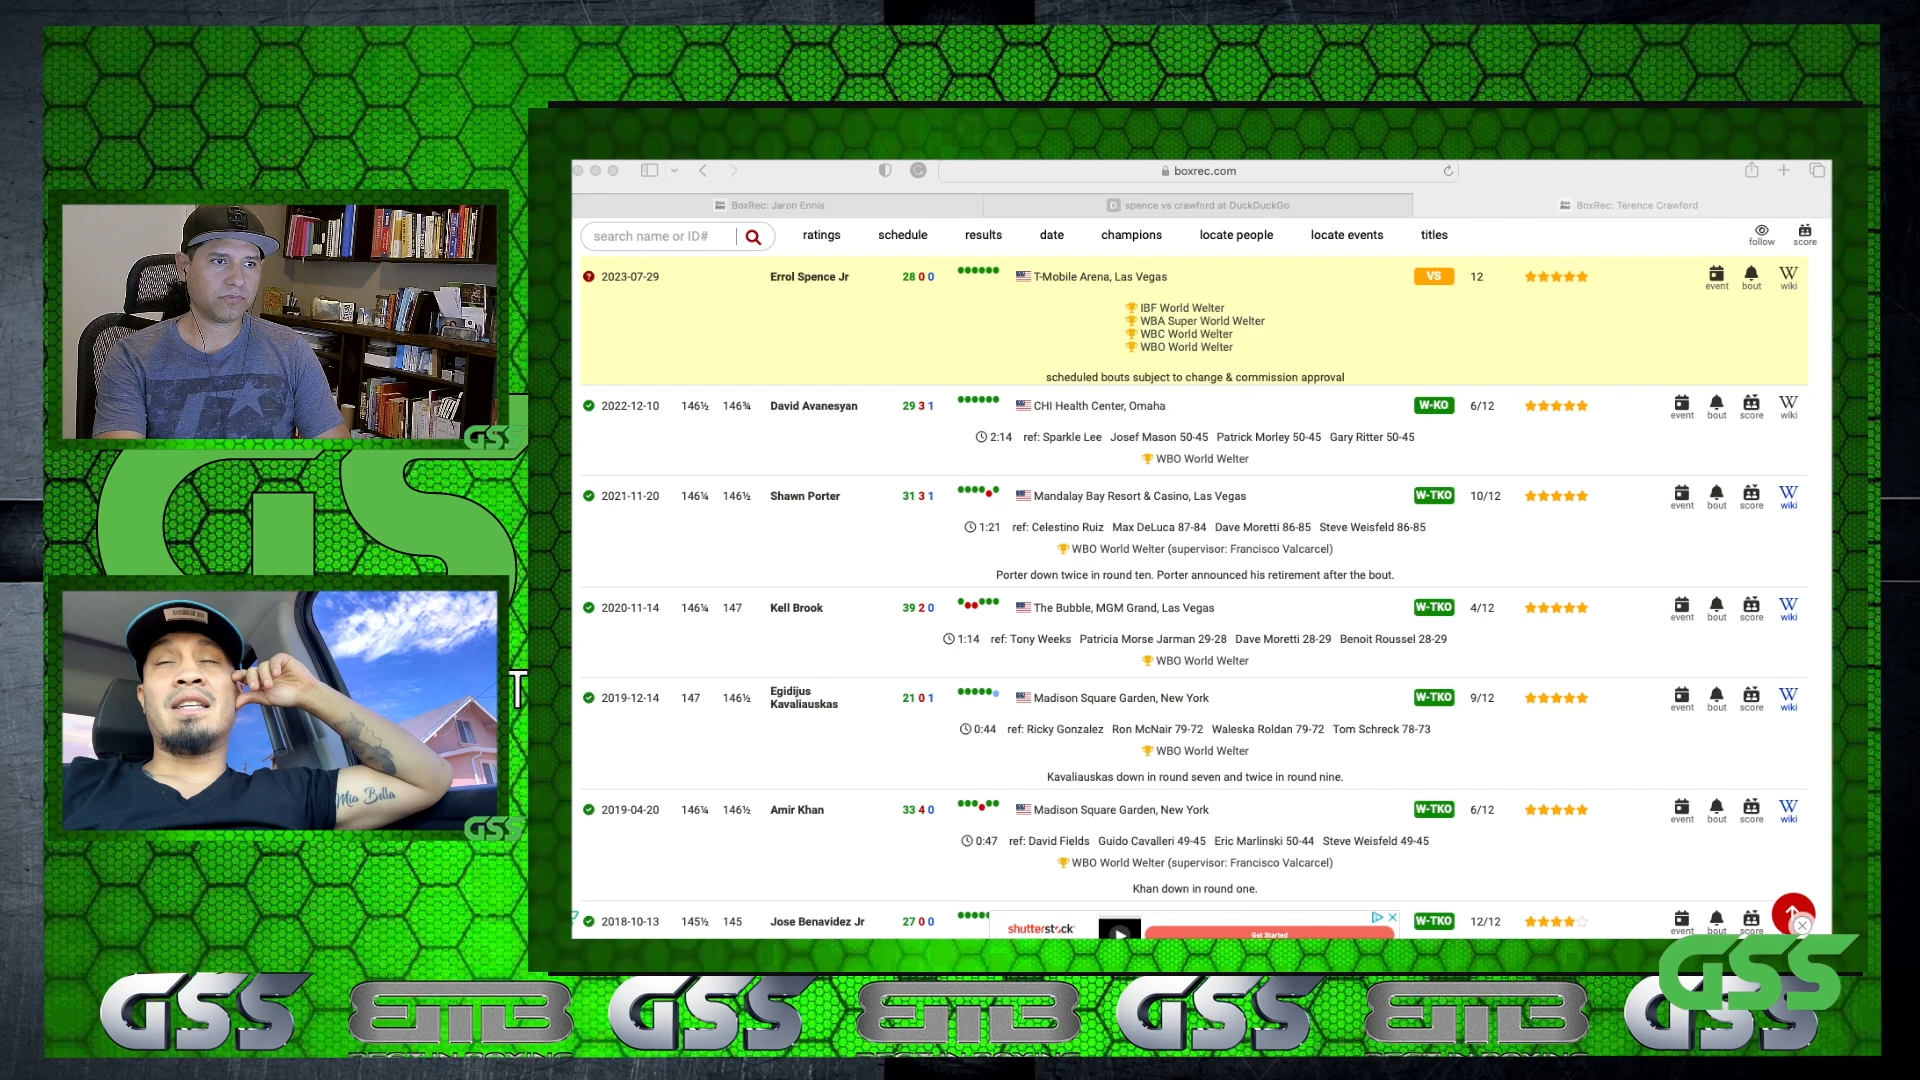 boxrec.com
BoxRec: Jaron Ennis
spence vs crawford at DuckDuckGo
BoxRec: Terence Crawford
search name or ID# ratings schedule results date champions locate people locate events titles follow score
2023-07-29 Errol Spence Jr 28 0 0 T-Mobile Arena, Las Vegas VS 12 event bout wiki
IBF World Welter
WBA Super World Welter
WBC World Welter
WBO World Welter
scheduled bouts subject to change & commission approval
2022-12-10 146½ 146¾ David Avanesyan 29 3 1 CHI Health Center, Omaha W-KO 6/12 event bout score wiki
2:14 ref: Sparkle Lee Josef Mason 50-45 Patrick Morley 50-45 Gary Ritter 50-45
WBO World Welter
2021-11-20 146¼ 146½ Shawn Porter 31 3 1 Mandalay Bay Resort & Casino, Las Vegas W-TKO 10/12 event bout score wiki
1:21 ref: Celestino Ruiz Max DeLuca 87-84 Dave Moretti 86-85 Steve Weisfeld 86-85
WBO World Welter (supervisor: Francisco Valcarcel)
Porter down twice in round ten. Porter announced his retirement after the bout.
2020-11-14 146¼ 147 Kell Brook 39 2 0 The Bubble, MGM Grand, Las Vegas W-TKO 4/12 event bout score wiki
1:14 ref: Tony Weeks Patricia Morse Jarman 29-28 Dave Moretti 28-29 Benoit Roussel 28-29
WBO World Welter
2019-12-14 147 146½ Egidijus Kavaliauskas 21 0 1 Madison Square Garden, New York W-TKO 9/12 event bout score wiki
0:44 ref: Ricky Gonzalez Ron McNair 79-72 Waleska Roldan 79-72 Tom Schreck 78-73
WBO World Welter
Kavaliauskas down in round seven and twice in round nine.
2019-04-20 146¼ 146½ Amir Khan 33 4 0 Madison Square Garden, New York W-TKO 6/12 event bout score wiki
0:47 ref: David Fields Guido Cavalleri 49-45 Eric Marlinski 50-44 Steve Weisfeld 49-45
WBO World Welter (supervisor: Francisco Valcarcel)
Khan down in round one.
2018-10-13 145½ 145 Jose Benavidez Jr 27 0 0 W-TKO 12/12 event bout score
shutterstock
Get Started
GSS
Mia Bella
GSS
GSS
GSS BIB GSS BIB GSS BIB GSS
BEST IN BOXING